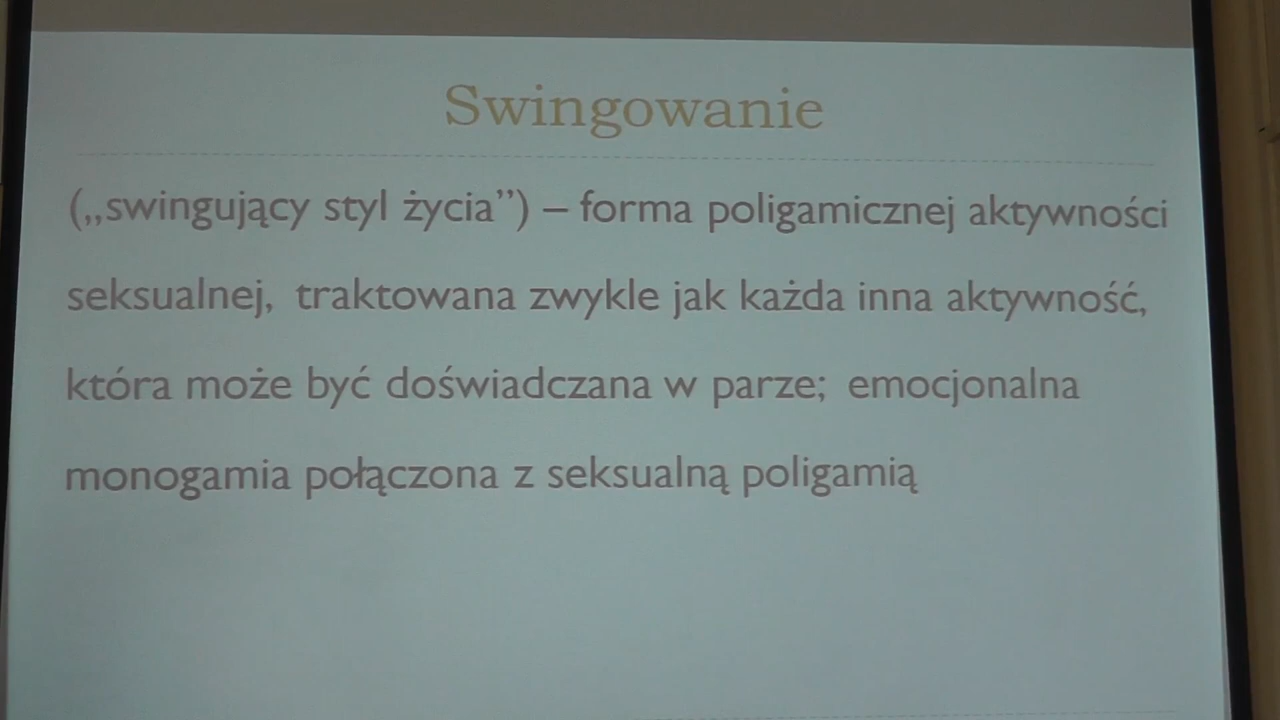 Swingowanie
(„swingujący styl życia”) – forma poligamicznej aktywności
seksualnej, traktowana zwykle jak każda inna aktywność,
która może być doświadczana w parze; emocjonalna
monogamia połączona z seksualną poligamią